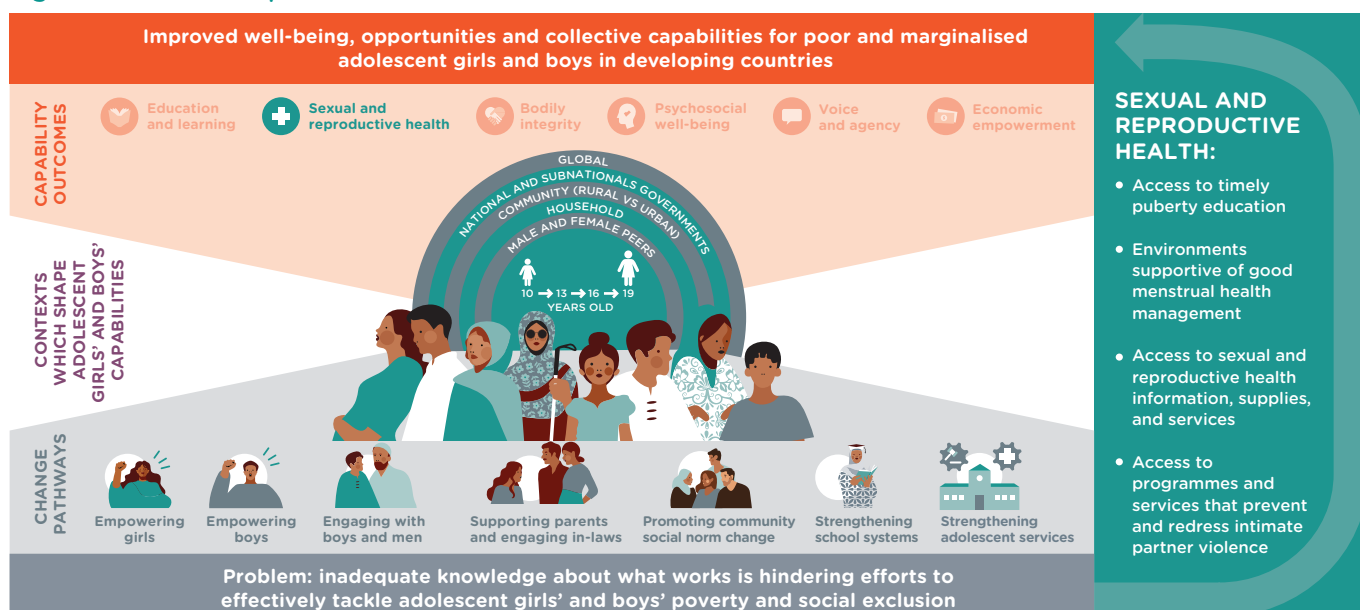 Improved well-being, opportunities and collective capabilities for poor and marginalised
adolescent girls and boys in developing countries
CAPABILITY
OUTCOMES
Education
and learning
Sexual and
reproductive health
Bodily
integrity
Psychosocial
well-being
Voice
and agency
Economic
empowerment
GLOBAL
NATIONAL AND SUBNATIONALS GOVERNMENTS
COMMUNITY (RURAL VS URBAN)
HOUSEHOLD
MALE AND FEMALE PEERS
10 → 13 → 16 → 19
YEARS OLD
CONTEXTS
WHICH SHAPE
ADOLESCENT
GIRLS’ AND BOYS’
CAPABILITIES
CHANGE
PATHWAYS
Empowering
girls
Empowering
boys
Engaging with
boys and men
Supporting parents
and engaging in-laws
Promoting community
social norm change
Strengthening
school systems
Strengthening
adolescent services
Problem: inadequate knowledge about what works is hindering efforts to
effectively tackle adolescent girls’ and boys’ poverty and social exclusion
SEXUAL AND
REPRODUCTIVE
HEALTH:
• Access to timely
puberty education
• Environments
supportive of good
menstrual health
management
• Access to sexual and
reproductive health
information, supplies,
and services
• Access to
programmes and
services that prevent
and redress intimate
partner violence